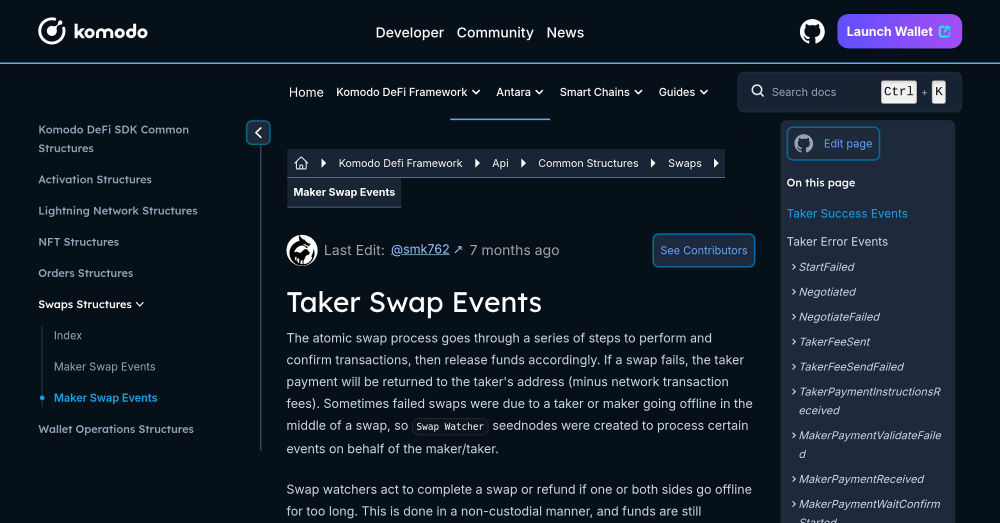 komodo
Developer Community News
Launch Wallet
Home Komodo DeFi Framework Antara Smart Chains Guides
Search docs Ctrl + K
Komodo DeFi SDK Common
Structures
Activation Structures
Lightning Network Structures
NFT Structures
Orders Structures
Swaps Structures
Index
Maker Swap Events
Maker Swap Events
Wallet Operations Structures
Komodo Defi Framework Api Common Structures Swaps
Maker Swap Events
Last Edit: @smk762 ↗ 7 months ago
See Contributors
Taker Swap Events
The atomic swap process goes through a series of steps to perform and
confirm transactions, then release funds accordingly. If a swap fails, the taker
payment will be returned to the taker's address (minus network transaction
fees). Sometimes failed swaps were due to a taker or maker going offline in the
middle of a swap, so Swap Watcher seednodes were created to process certain
events on behalf of the maker/taker.
Swap watchers act to complete a swap or refund if one or both sides go offline
for too long. This is done in a non-custodial manner, and funds are still
Edit page
On this page
Taker Success Events
Taker Error Events
StartFailed
Negotiated
NegotiateFailed
TakerFeeSent
TakerFeeSendFailed
TakerPaymentInstructionsR
eceived
MakerPaymentValidateFaile
d
MakerPaymentReceived
MakerPaymentWaitConfirm
Started